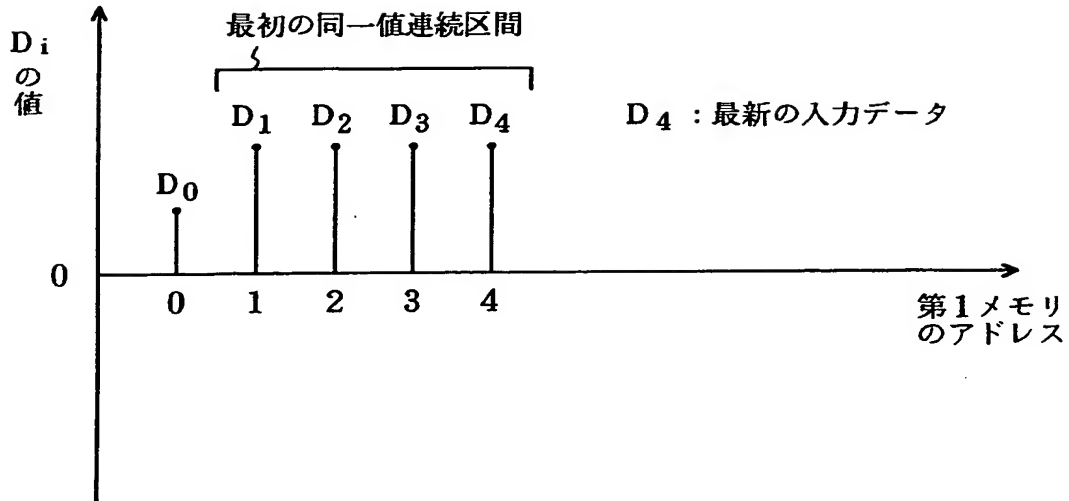 最初の同一値連続区間
D i
の
値
D1 D2 D3 D4
D4 :最新の入力データ
D0
0
0 1 2 3 4
第1メモリ
のアドレス